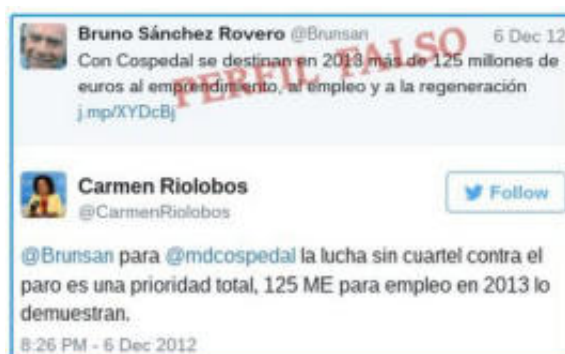 Bruno Sánchez Rovero @Brunsan 6 Dec 12
Con Cospedal se destinan en 2013 más de 125 millones de
euros al emprendimiento, al empleo y a la regeneración
j.mp/XYDcBj
PERFIL FALSO
Carmen Riolobos
@CarmenRiolobos
Follow
@Brunsan para @mdcospedal la lucha sin cuartel contra el
paro es una prioridad total, 125 ME para empleo en 2013 lo
demuestran.
8:26 PM - 6 Dec 2012